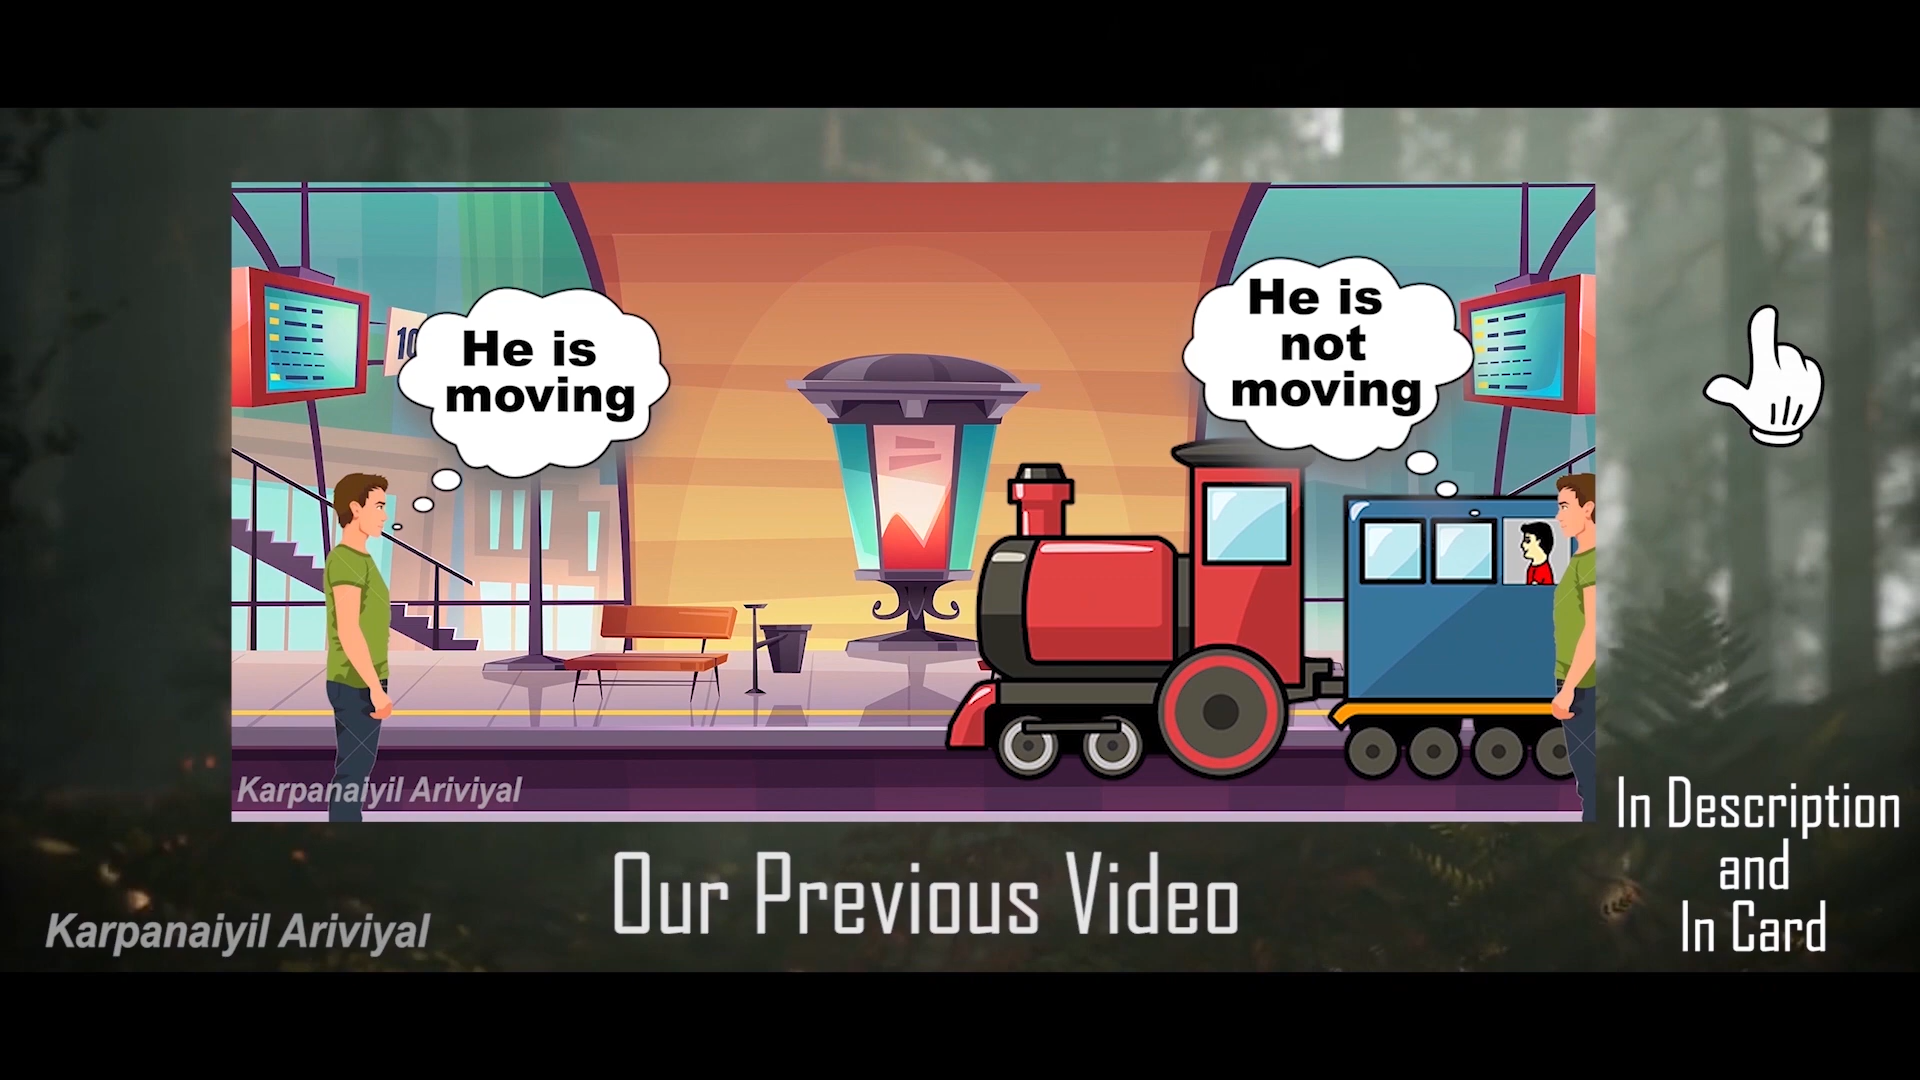 He is
not
moving
10
He is
moving
Karpanaiyil Ariviyal
In Description
and
In Card
Our Previous Video
Karpanaiyil Ariviyal